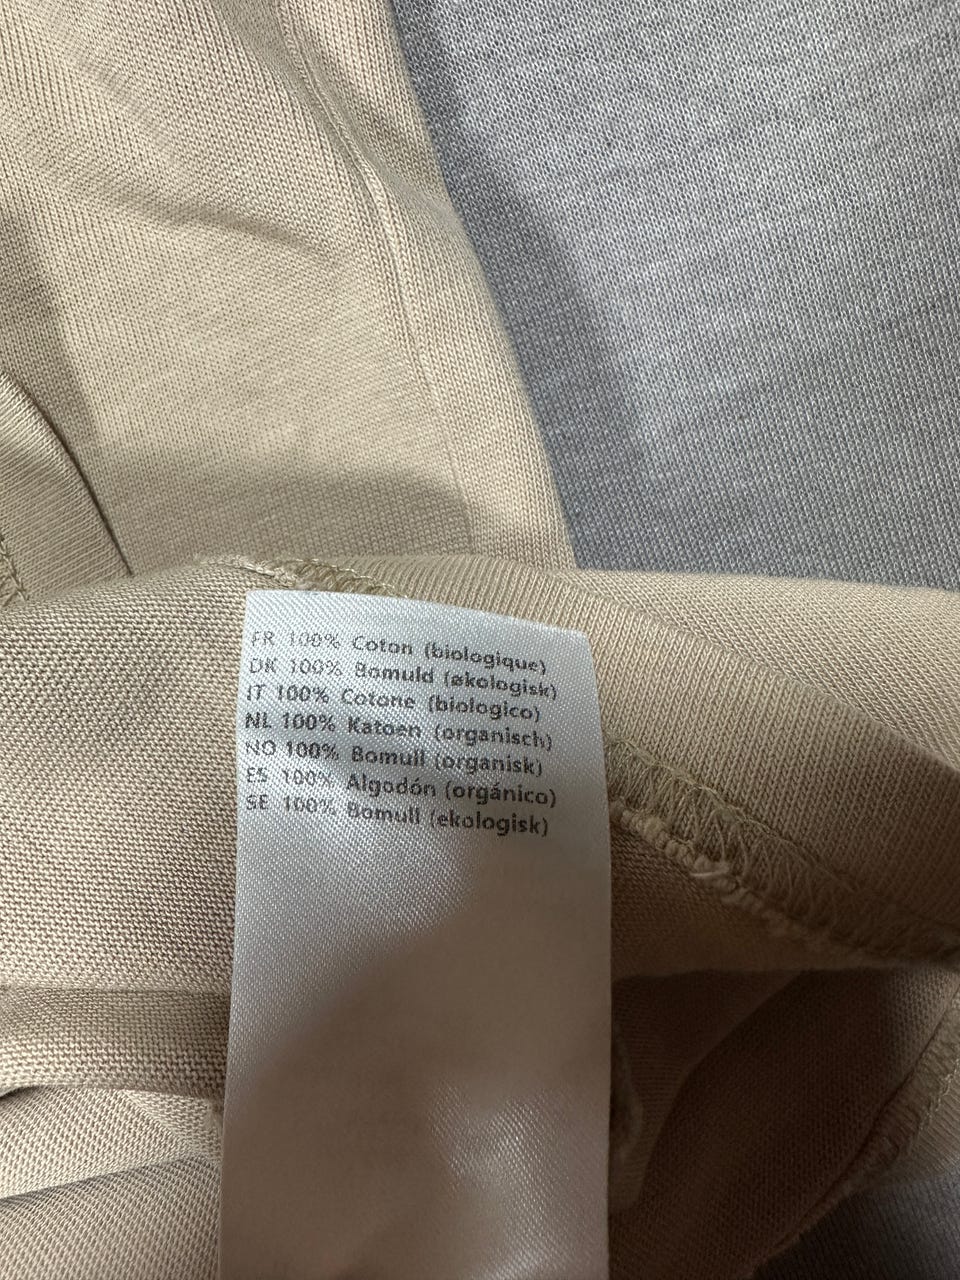 FR 100% Coton (biologique)
DK 100% Bomuld (økologisk)
IT 100% Cotone (biologico)
NL 100% Katoen (organisch)
NO 100% Bomull (organisk)
ES 100% Algodón (orgánico)
SE 100% Bomull (ekologisk)